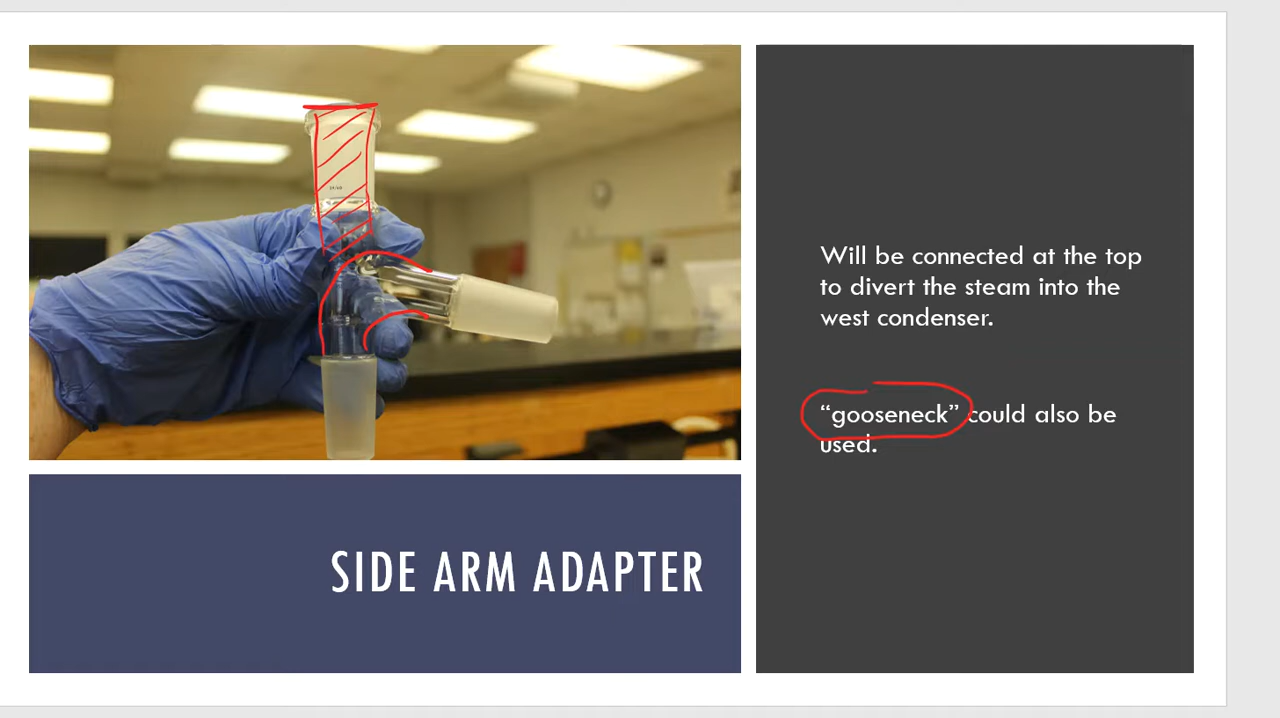 SIDE ARM ADAPTER
Will be connected at the top
to divert the steam into the
west condenser.
“gooseneck” could also be
used.